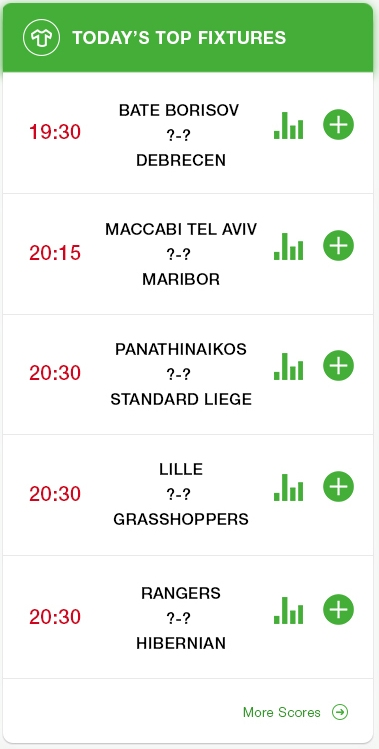 TODAY'S TOP FIXTURES
19:30
BATE BORISOV
?-?
DEBRECEN
20:15
MACCABI TEL AVIV
?-?
MARIBOR
20:30
PANATHINAIKOS
?-?
STANDARD LIEGE
20:30
LILLE
?-?
GRASSHOPPERS
20:30
RANGERS
?-?
HIBERNIAN
More Scores